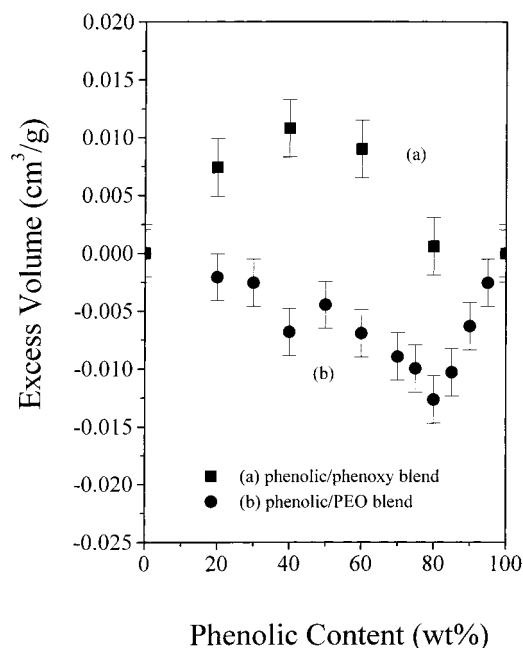 Excess Volume (cm³/g)
0.020
0.015
0.010
0.005
0.000
-0.005
-0.010
-0.015
-0.020
-0.025
(a)
(b)
(a) phenolic/phenoxy blend
(b) phenolic/PEO blend
0 20 40 60 80 100
Phenolic Content (wt%)